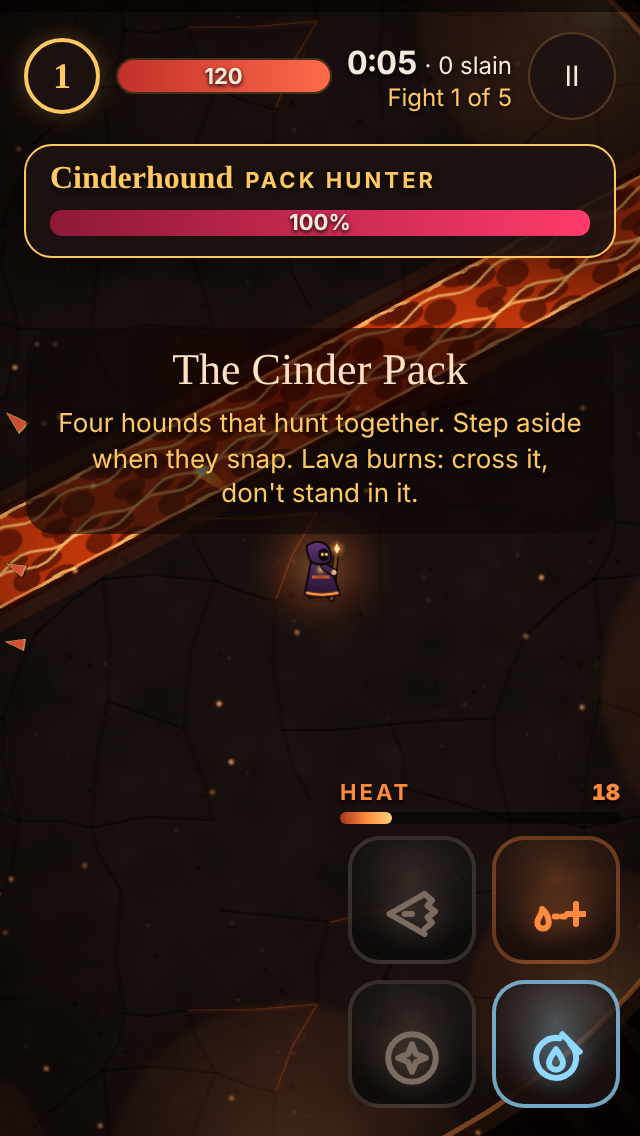 1
120
0:05 · 0 slain
Fight 1 of 5
Cinderhound PACK HUNTER
100%
The Cinder Pack
Four hounds that hunt together. Step aside
when they snap. Lava burns: cross it,
don't stand in it.
HEAT 18